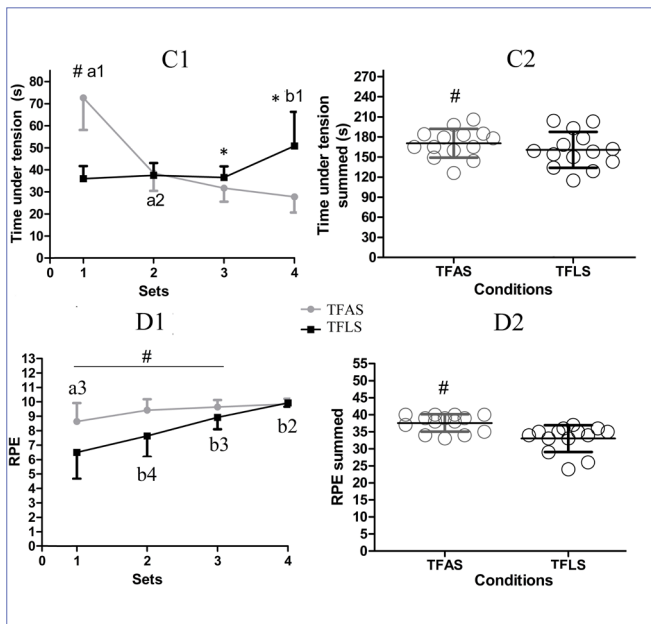 C1
Time under tension (s)
80
70
60
50
40
30
20
10
0
# a1
a2
*
* b1
0 1 2 3 4
Sets
C2
Time under tension
summed (s)
270
240
210
180
150
120
90
60
30
0
#
TFAS TFLS
Conditions
TFAS
TFLS
D1
RPE
13
12
11
10
9
8
7
6
5
4
3
2
1
0
#
a3
b4
b3
b2
0 1 2 3 4
Sets
D2
RPE summed
55
50
45
40
35
30
25
20
15
10
5
0
#
TFAS TFLS
Conditions